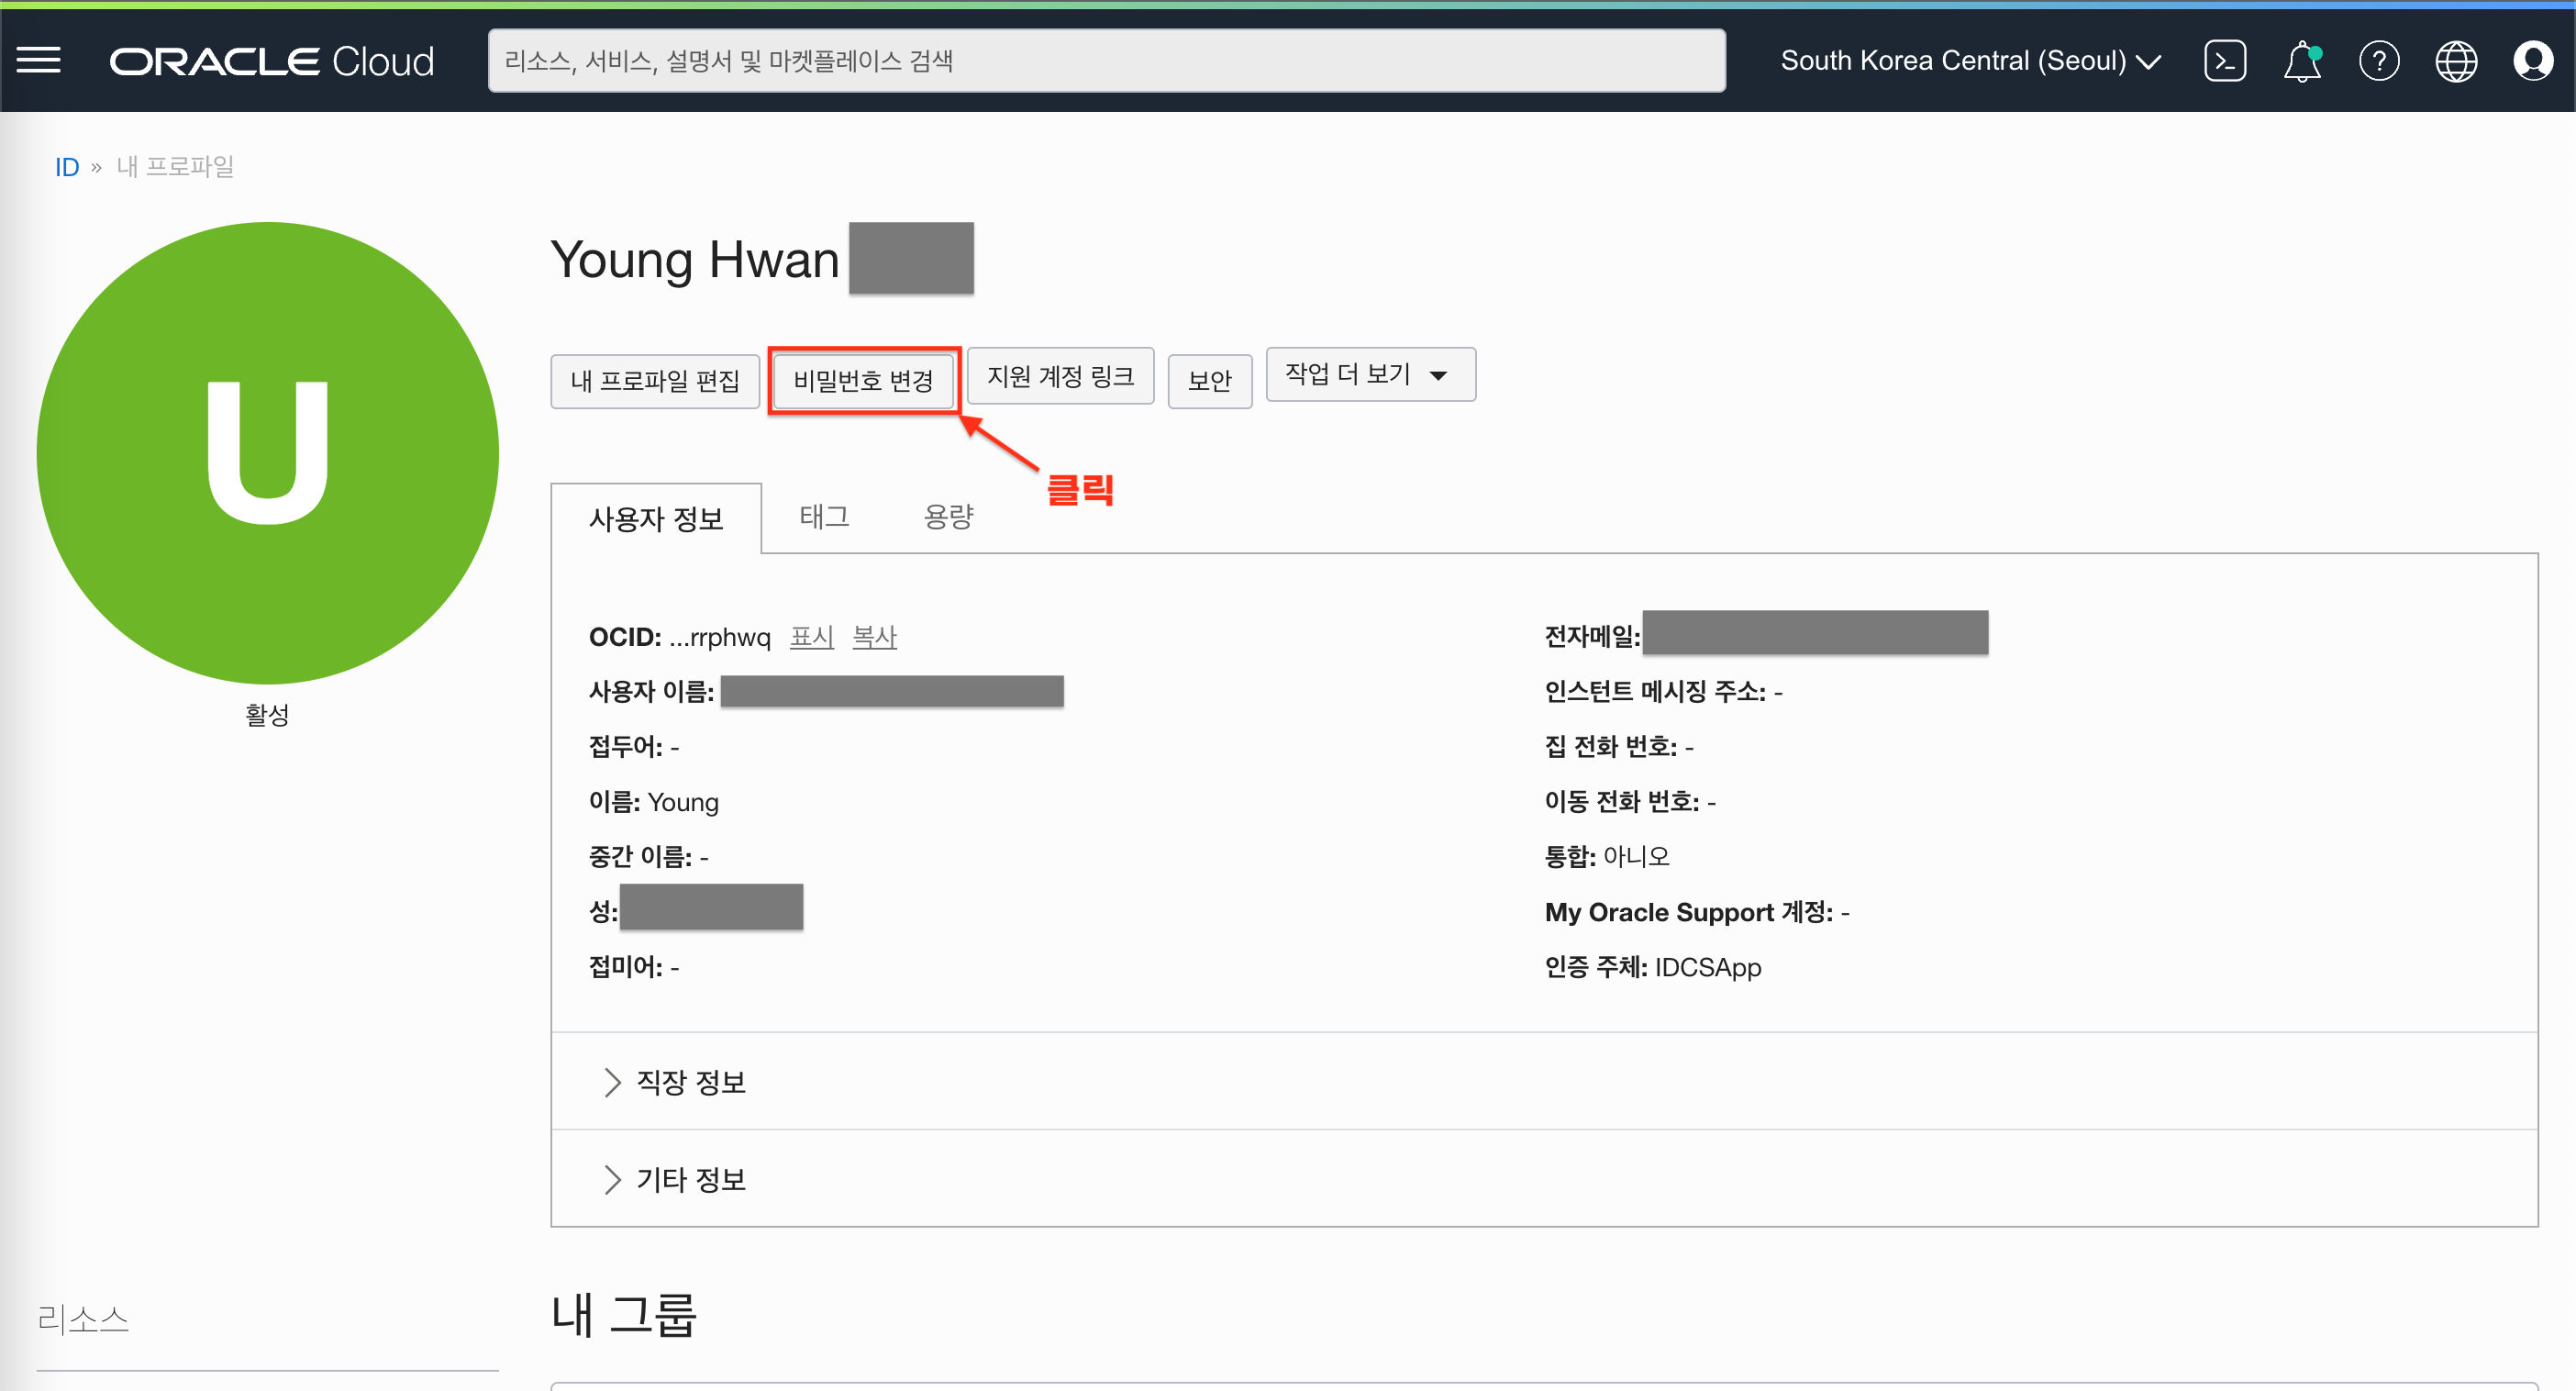 ORACLE Cloud
리소스, 서비스, 설명서 및 마켓플레이스 검색
South Korea Central (Seoul)
ID » 내 프로파일
U
활성
Young Hwan
내 프로파일 편집
비밀번호 변경
지원 계정 링크
보안
작업 더 보기
클릭
사용자 정보
태그
용량
OCID: ...rrphwq 표시 복사
사용자 이름:
접두어: -
이름: Young
중간 이름: -
성:
접미어: -
전자메일:
인스턴트 메시징 주소: -
집 전화 번호: -
이동 전화 번호: -
통합: 아니오
My Oracle Support 계정: -
인증 주체: IDCSApp
직장 정보
기타 정보
리소스
내 그룹